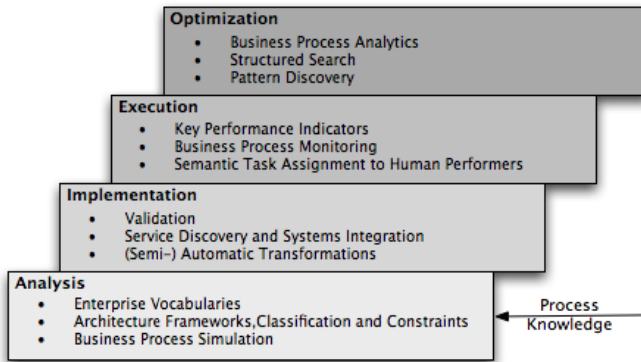 Optimization
• Business Process Analytics
• Structured Search
• Pattern Discovery
Execution
• Key Performance Indicators
• Business Process Monitoring
• Semantic Task Assignment to Human Performers
Implementation
• Validation
• Service Discovery and Systems Integration
• (Semi-) Automatic Transformations
Analysis
• Enterprise Vocabularies
• Architecture Frameworks,Classification and Constraints
• Business Process Simulation
Process
Knowledge